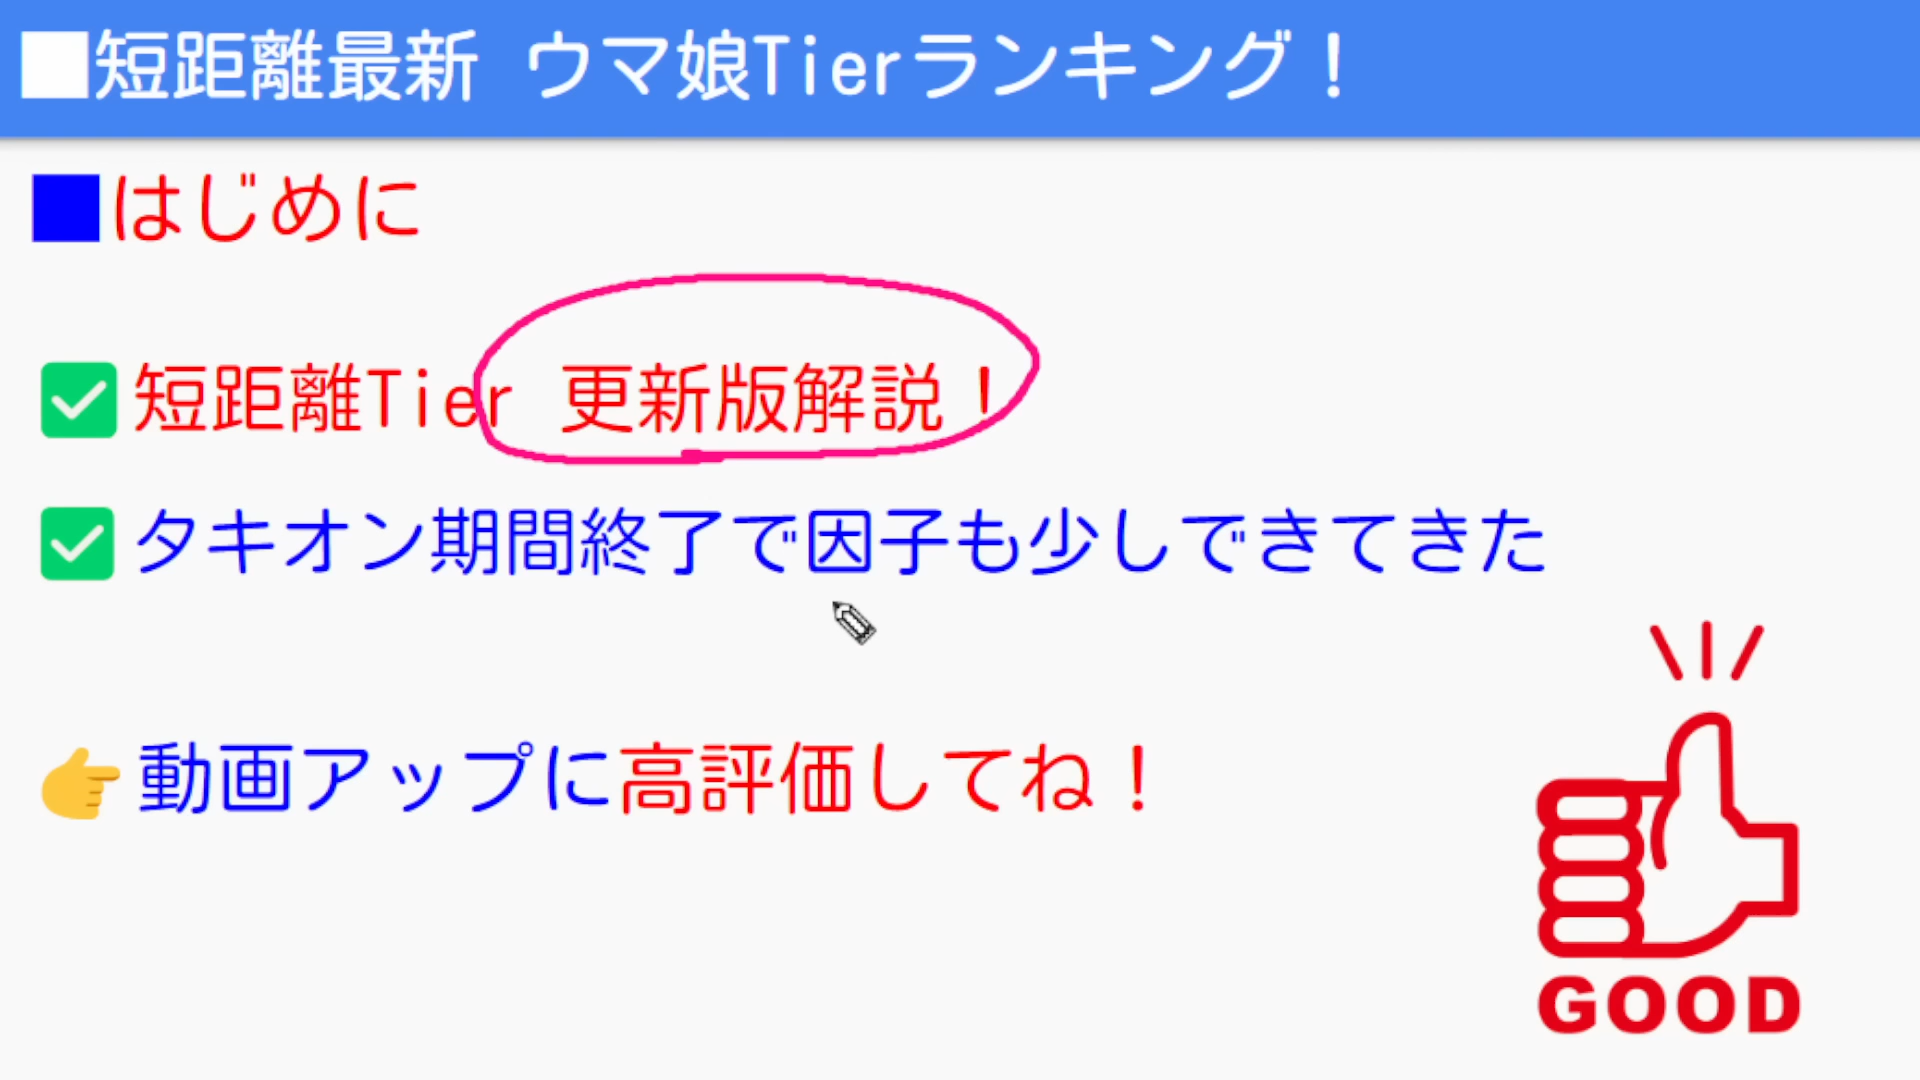 ■短距離最新 ウマ娘Tierランキング！
■はじめに
✅短距離Tier 更新版解説！
✅タキオン期間終了で因子も少しできてきた
👉動画アップに高評価してね！
GOOD